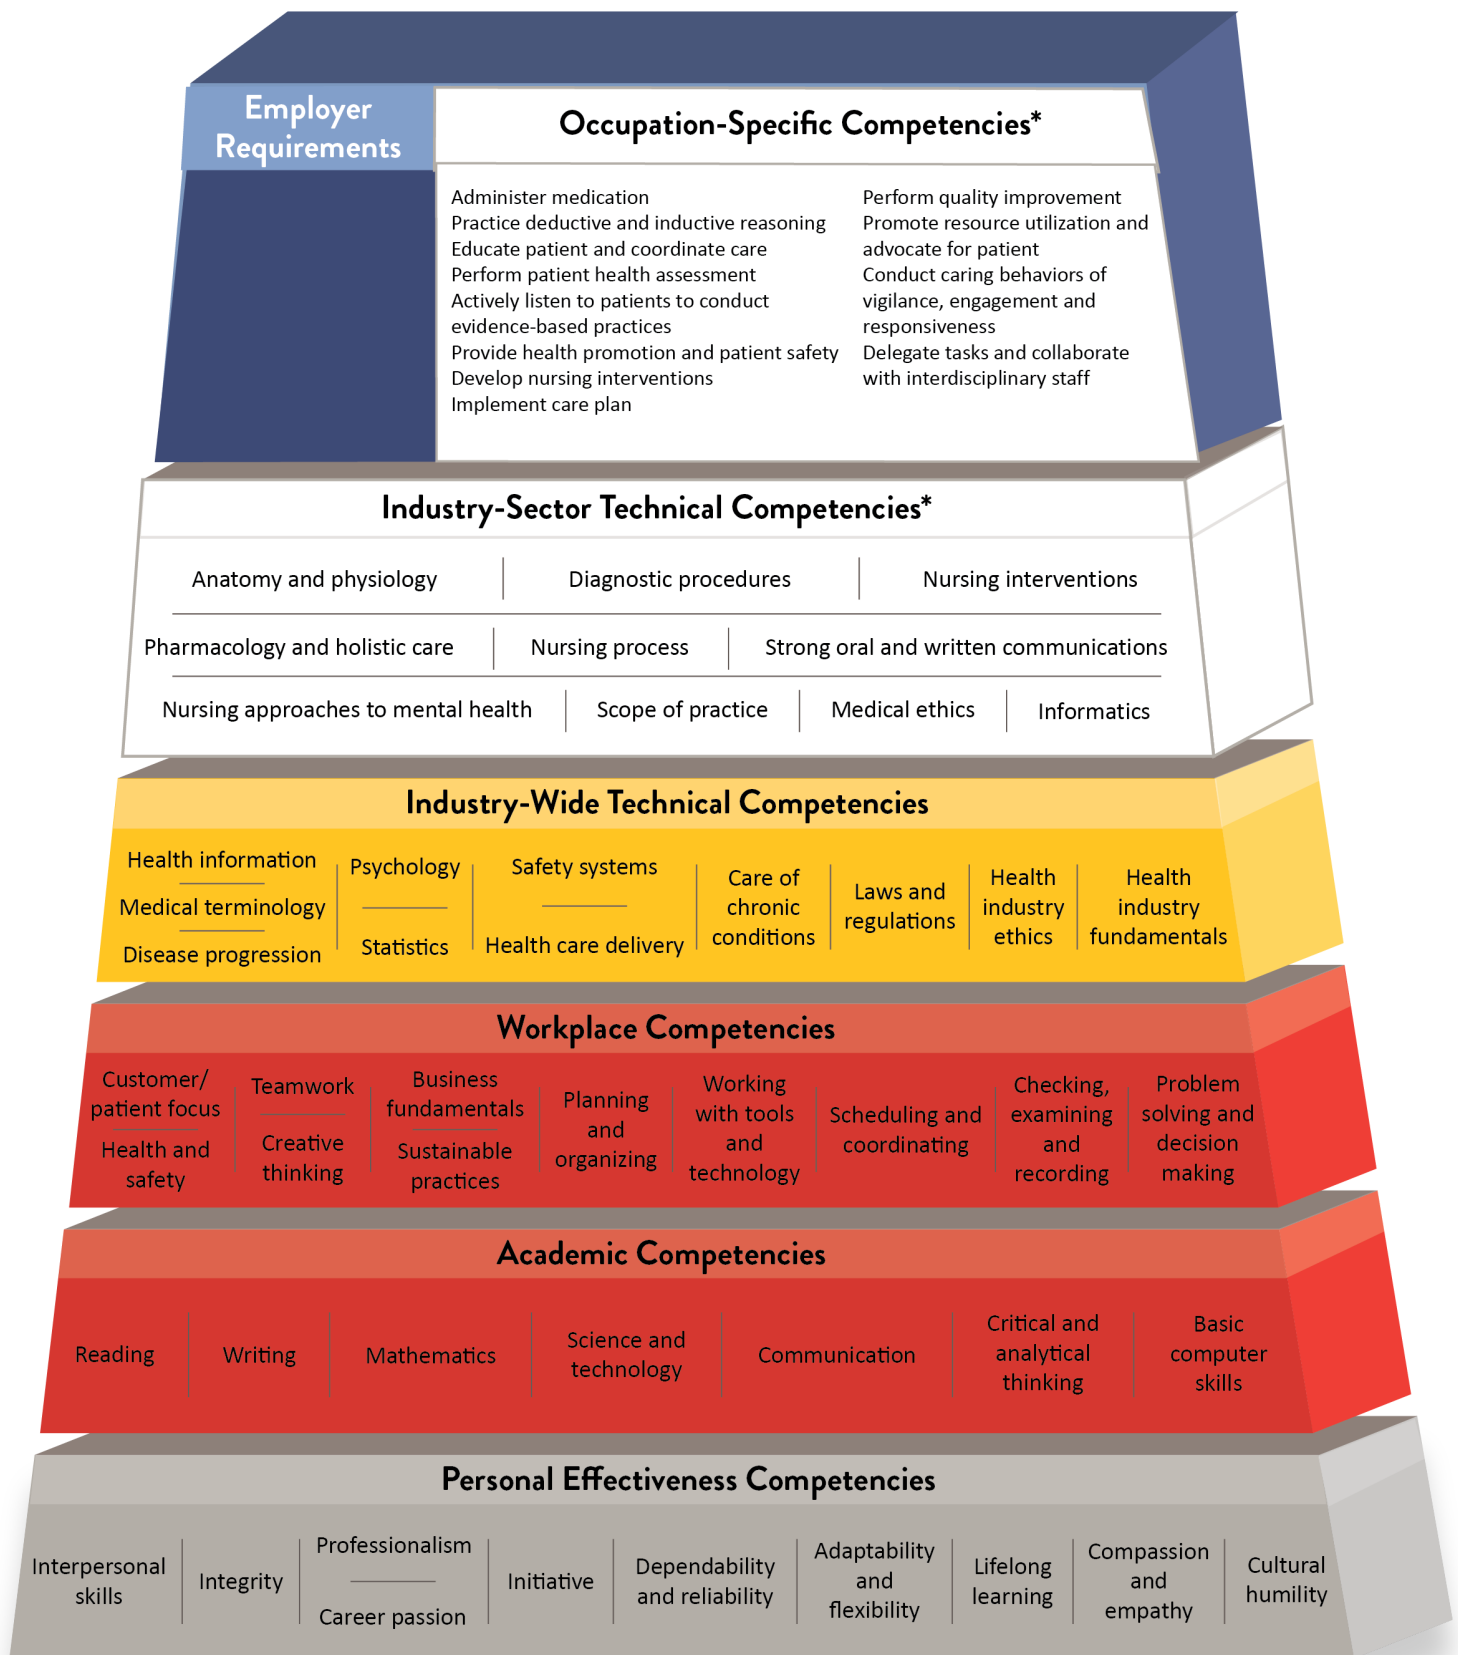 Employer
Requirements
Occupation-Specific Competencies*
Administer medication
Practice deductive and inductive reasoning
Educate patient and coordinate care
Perform patient health assessment
Actively listen to patients to conduct
evidence-based practices
Provide health promotion and patient safety
Develop nursing interventions
Implement care plan
Perform quality improvement
Promote resource utilization and
advocate for patient
Conduct caring behaviors of
vigilance, engagement and
responsiveness
Delegate tasks and collaborate
with interdisciplinary staff
Industry-Sector Technical Competencies*
Anatomy and physiology
Diagnostic procedures
Nursing interventions
Pharmacology and holistic care
Nursing process
Strong oral and written communications
Nursing approaches to mental health
Scope of practice
Medical ethics
Informatics
Industry-Wide Technical Competencies
Health information
Medical terminology
Disease progression
Psychology
Statistics
Safety systems
Health care delivery
Care of
chronic
conditions
Laws and
regulations
Health
industry
ethics
Health
industry
fundamentals
Workplace Competencies
Customer/
patient focus
Health and
safety
Teamwork
Creative
thinking
Business
fundamentals
Sustainable
practices
Planning
and
organizing
Working
with tools
and
technology
Scheduling and
coordinating
Checking,
examining
and
recording
Problem
solving and
decision
making
Academic Competencies
Reading
Writing
Mathematics
Science and
technology
Communication
Critical and
analytical
thinking
Basic
computer
skills
Personal Effectiveness Competencies
Interpersonal
skills
Integrity
Professionalism
Career passion
Initiative
Dependability
and reliability
Adaptability
and
flexibility
Lifelong
learning
Compassion
and
empathy
Cultural
humility